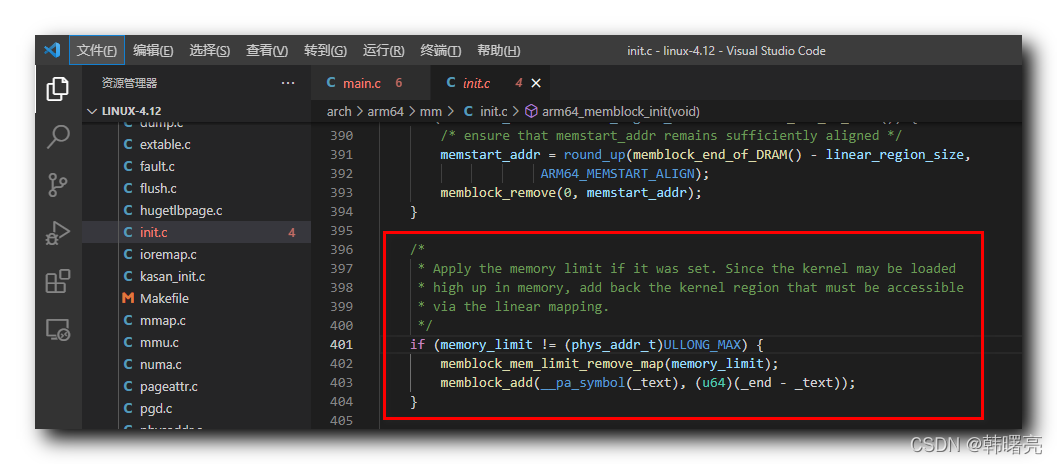 文件(F) 编辑(E) 选择(S) 查看(V) 转到(G) 运行(R) 终端(T) 帮助(H) init.c - linux-4.12 - Visual Studio Code
资源管理器 ··· C main.c 6 C init.c 4 ×
LINUX-4.12
arch > arm64 > mm > C init.c > arm64_memblock_init(void)
C dump.c
C extable.c
C fault.c
C flush.c
C hugetlbpage.c
C init.c 4
C ioremap.c
C kasan_init.c
M Makefile
C mmap.c
C mmu.c
C numa.c
C pageattr.c
C pgd.c
C physaddr.c
390 /* ensure that memstart_addr remains sufficiently aligned */
391 memstart_addr = round_up(memblock_end_of_DRAM() - linear_region_size,
392 ARM64_MEMSTART_ALIGN);
393 memblock_remove(0, memstart_addr);
394 }
395
396 /*
397 * Apply the memory limit if it was set. Since the kernel may be loaded
398 * high up in memory, add back the kernel region that must be accessible
399 * via the linear mapping.
400 */
401 if (memory_limit != (phys_addr_t)ULLONG_MAX) {
402 memblock_mem_limit_remove_map(memory_limit);
403 memblock_add(__pa_symbol(_text), (u64)(_end - _text));
404 }
405
CSDN @韩曙亮